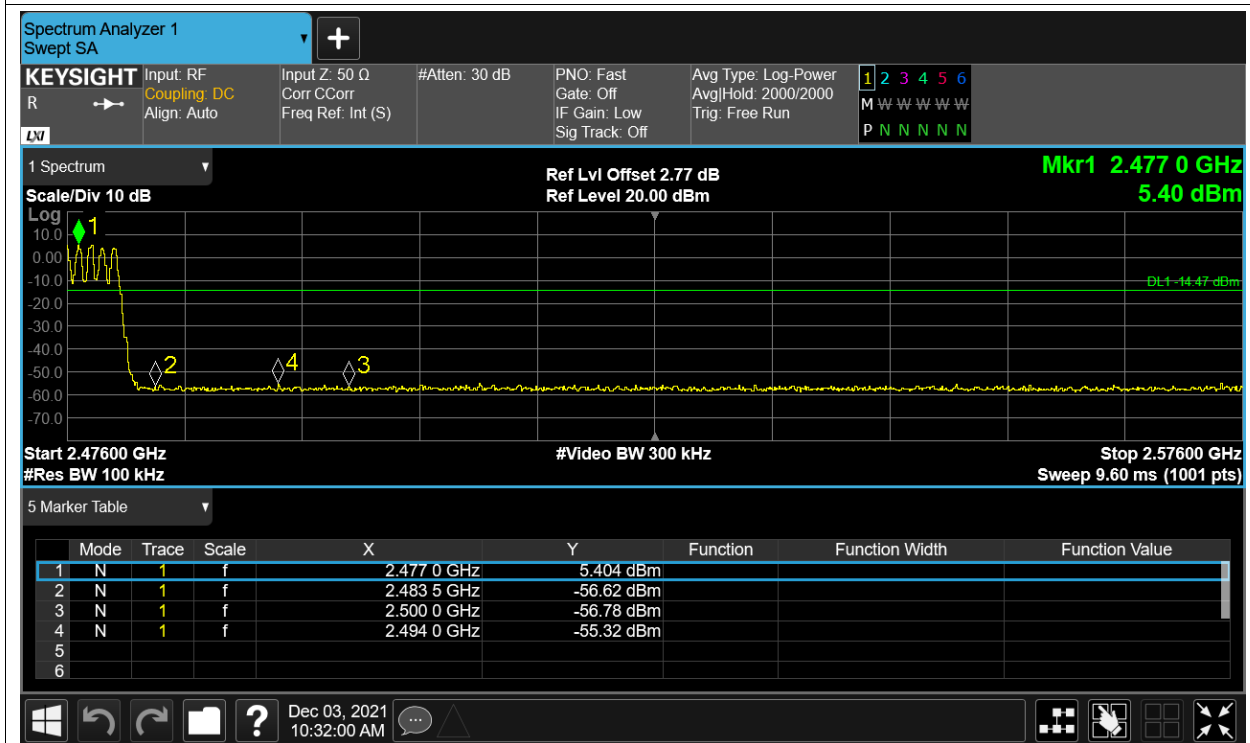 Spectrum Analyzer 1
Swept SA
+
KEYSIGHT Input: RF Input Z: 50 Ω #Atten: 30 dB PNO: Fast Avg Type: Log-Power 1 2 3 4 5 6
R Coupling: DC Corr CCorr Gate: Off Avg|Hold: 2000/2000 M W W W W W
Align: Auto Freq Ref: Int (S) IF Gain: Low Trig: Free Run
LXI Sig Track: Off P N N N N N
1 Spectrum Ref Lvl Offset 2.77 dB Mkr1 2.477 0 GHz
Scale/Div 10 dB Ref Level 20.00 dBm 5.40 dBm
Log
1
10.0
0.00
-10.0 DL1 -14.47 dBm
-20.0
-30.0
-40.0
2 4 3
-50.0
-60.0
-70.0
Start 2.47600 GHz #Video BW 300 kHz Stop 2.57600 GHz
#Res BW 100 kHz Sweep 9.60 ms (1001 pts)
5 Marker Table
Mode Trace Scale X Y Function Function Width Function Value
1 N 1 f 2.477 0 GHz 5.404 dBm
2 N 1 f 2.483 5 GHz -56.62 dBm
3 N 1 f 2.500 0 GHz -56.78 dBm
4 N 1 f 2.494 0 GHz -55.32 dBm
5
6
? Dec 03, 2021
10:32:00 AM